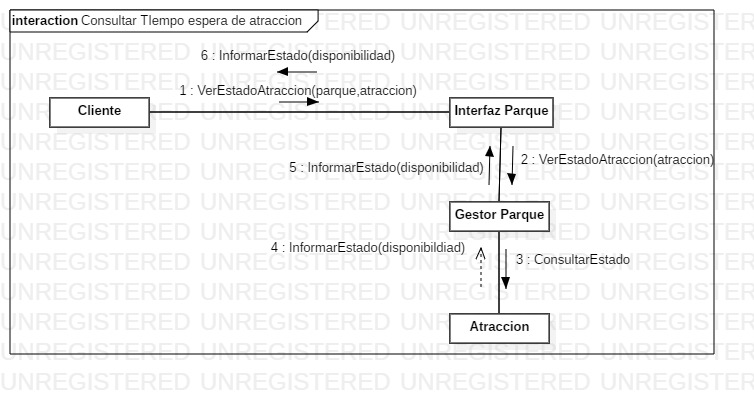 interaction Consultar TIempo espera de atraccion
6 : InformarEstado(disponibilidad)
1 : VerEstadoAtraccion(parque,atraccion)
Cliente
Interfaz Parque
5 : InformarEstado(disponibilidad)
2 : VerEstadoAtraccion(atraccion)
Gestor Parque
4 : InformarEstado(disponibildiad)
3 : ConsultarEstado
Atraccion
UNREGISTERED UNREGISTERED UNREGISTERED UNREGISTERED